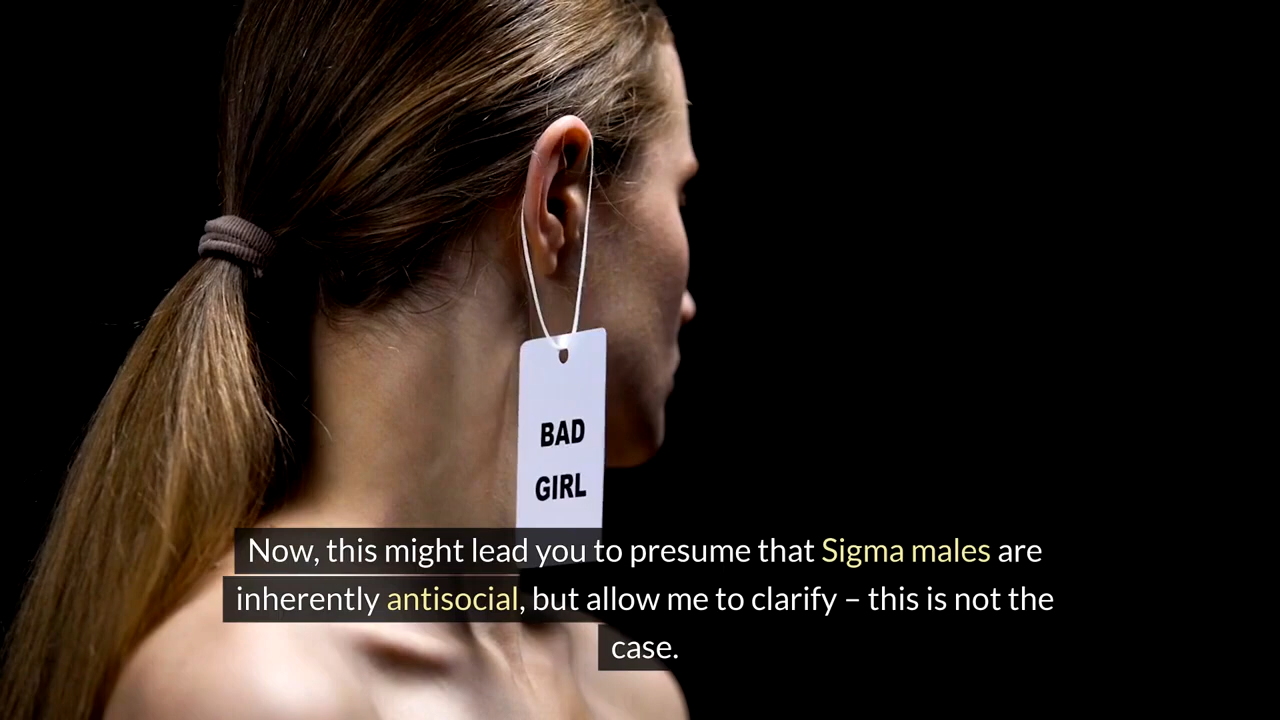 BAD
GIRL
Now, this might lead you to presume that Sigma males are
inherently antisocial, but allow me to clarify – this is not the
case.